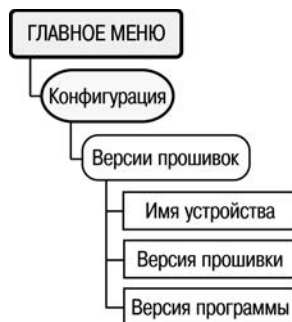 ГЛАВНОЕ МЕНЮ
Конфигурация
Версии прошивок
Имя устройства
Версия прошивки
Версия программы